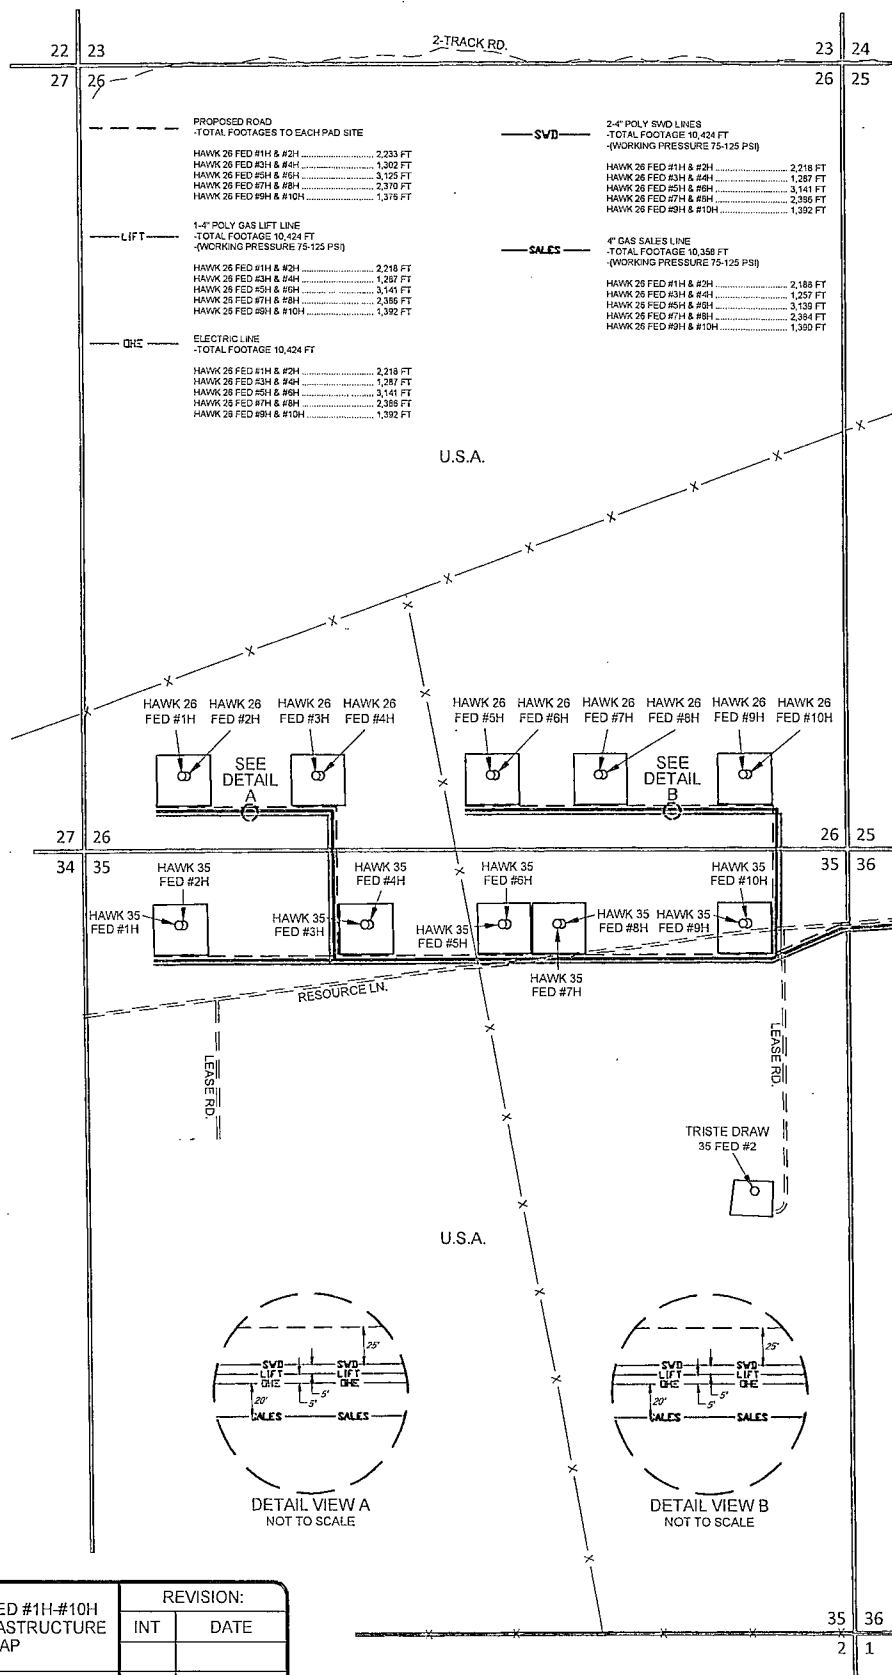 2-TRACK RD.
22 23
27 26
23 24
26 25
PROPOSED ROAD
-TOTAL FOOTAGES TO EACH PAD SITE
HAWK 26 FED #1H & #2H ........................ 2,233 FT
HAWK 26 FED #3H & #4H ........................ 1,302 FT
HAWK 26 FED #5H & #6H ........................ 3,125 FT
HAWK 26 FED #7H & #8H ........................ 2,370 FT
HAWK 26 FED #9H & #10H ...................... 1,376 FT
LIFT
1-4" POLY GAS LIFT LINE
-TOTAL FOOTAGE 10,424 FT
-(WORKING PRESSURE 75-125 PSI)
HAWK 26 FED #1H & #2H ........................ 2,218 FT
HAWK 26 FED #3H & #4H ........................ 1,287 FT
HAWK 26 FED #5H & #6H ........................ 3,141 FT
HAWK 26 FED #7H & #8H ........................ 2,386 FT
HAWK 26 FED #9H & #10H ...................... 1,392 FT
OHE
ELECTRIC LINE
-TOTAL FOOTAGE 10,424 FT
HAWK 26 FED #1H & #2H ........................ 2,218 FT
HAWK 26 FED #3H & #4H ........................ 1,287 FT
HAWK 26 FED #5H & #6H ........................ 3,141 FT
HAWK 26 FED #7H & #8H ........................ 2,386 FT
HAWK 26 FED #9H & #10H ...................... 1,392 FT
SWD
2-4" POLY SWD LINES
-TOTAL FOOTAGE 10,424 FT
-(WORKING PRESSURE 75-125 PSI)
HAWK 26 FED #1H & #2H ........................ 2,218 FT
HAWK 26 FED #3H & #4H ........................ 1,287 FT
HAWK 26 FED #5H & #6H ........................ 3,141 FT
HAWK 26 FED #7H & #8H ........................ 2,386 FT
HAWK 26 FED #9H & #10H ...................... 1,392 FT
SALES
4" GAS SALES LINE
-TOTAL FOOTAGE 10,358 FT
-(WORKING PRESSURE 75-125 PSI)
HAWK 26 FED #1H & #2H ........................ 2,188 FT
HAWK 26 FED #3H & #4H ........................ 1,257 FT
HAWK 26 FED #5H & #6H ........................ 3,139 FT
HAWK 26 FED #7H & #8H ........................ 2,384 FT
HAWK 26 FED #9H & #10H ...................... 1,390 FT
U.S.A.
HAWK 26
FED #1H
HAWK 26
FED #2H
HAWK 26
FED #3H
HAWK 26
FED #4H
HAWK 26
FED #5H
HAWK 26
FED #6H
HAWK 26
FED #7H
HAWK 26
FED #8H
HAWK 26
FED #9H
HAWK 26
FED #10H
SEE
DETAIL
A
SEE
DETAIL
B
27 26
34 35
26 25
35 36
HAWK 35
FED #2H
HAWK 35
FED #4H
HAWK 35
FED #6H
HAWK 35
FED #10H
HAWK 35
FED #1H
HAWK 35
FED #3H
HAWK 35
FED #5H
HAWK 35
FED #8H
HAWK 35
FED #9H
HAWK 35
FED #7H
RESOURCE LN.
LEASE RD.
LEASE RD.
TRISTE DRAW
35 FED #2
U.S.A.
25'
SWD SWD
LIFT LIFT
OHE OHE
20' 5' 5'
SALES SALES
DETAIL VIEW A
NOT TO SCALE
25'
SWD SWD
LIFT LIFT
OHE OHE
20' 5' 5'
SALES SALES
DETAIL VIEW B
NOT TO SCALE
ED #1H-#10H
ASTRUCTURE
AP
REVISION:
INT DATE
35 36
2 1